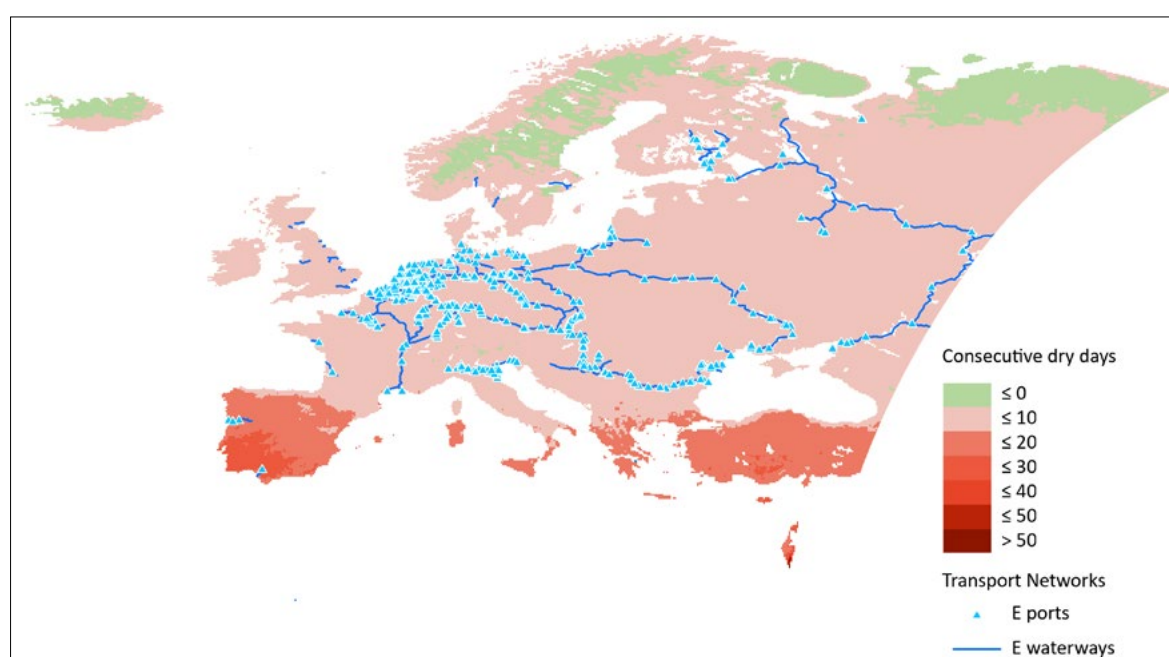 Consecutive dry days
≤ 0
≤ 10
≤ 20
≤ 30
≤ 40
≤ 50
> 50
Transport Networks
E ports
E waterways